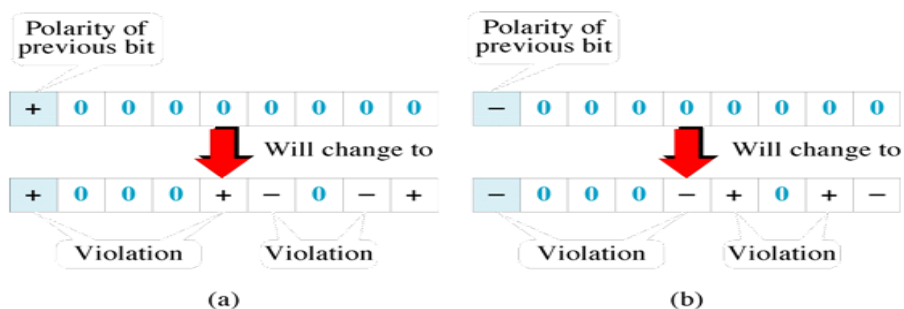 Polarity of
previous bit
+ 0 0 0 0 0 0 0 0
Will change to
+ 0 0 0 + − 0 − +
Violation Violation
(a)
Polarity of
previous bit
− 0 0 0 0 0 0 0 0
Will change to
− 0 0 0 − + 0 + −
Violation Violation
(b)